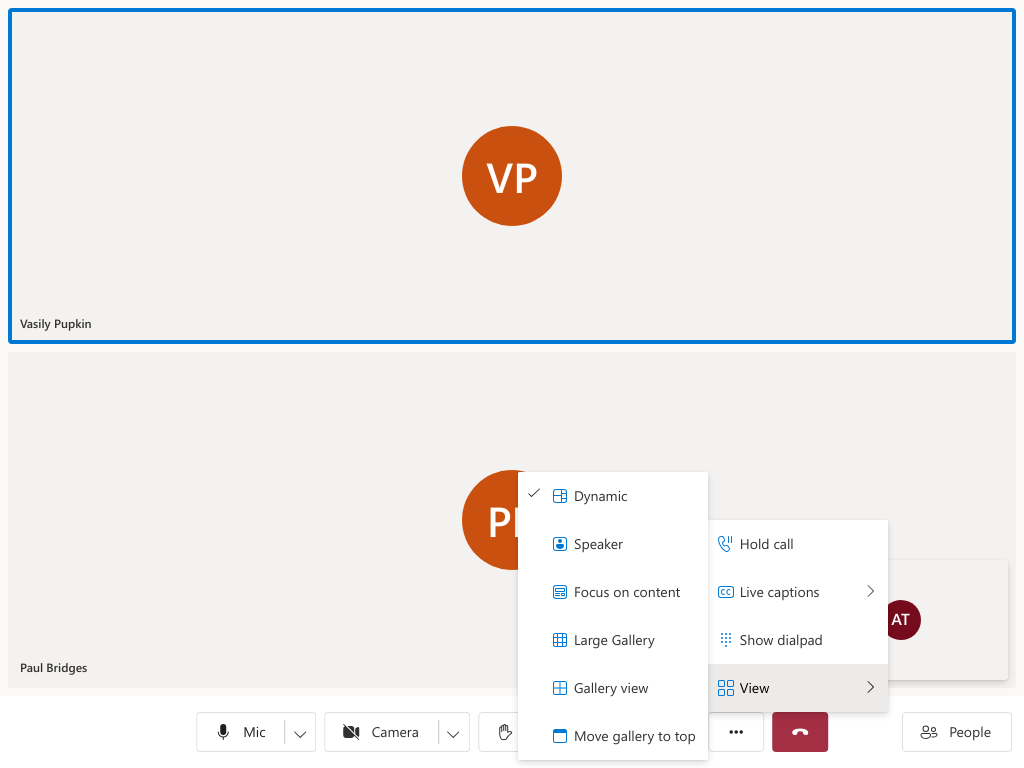 VP
Vasily Pupkin
Dynamic
Speaker
Focus on content
Large Gallery
Gallery view
Move gallery to top
Hold call
CC Live captions
Show dialpad
View
AT
Paul Bridges
Mic
Camera
People